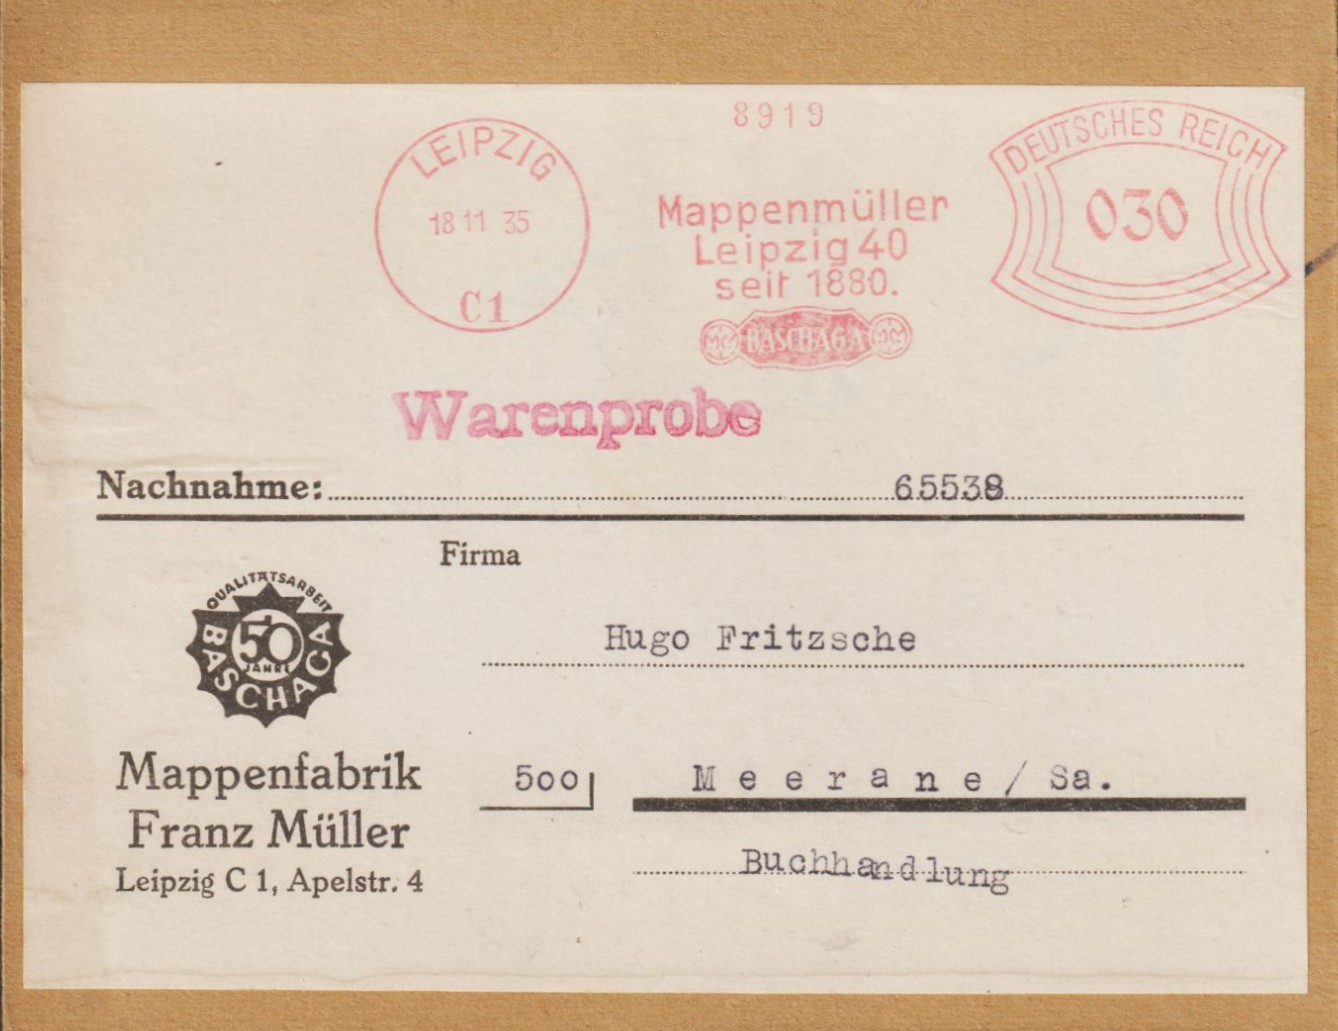 8919
LEIPZIG
18 11 35
C1
Mappenmüller
Leipzig 40
seit 1880.
BASCHAGA
DEUTSCHES REICH
030
Warenprobe
Nachnahme: 65538
Firma
QUALITÄTSARBEIT
50
JAHRE
BASCHAGA
Hugo Fritzsche
Mappenfabrik
Franz Müller
Leipzig C 1, Apelstr. 4
500
Meerane/Sa.
Buchhandlung